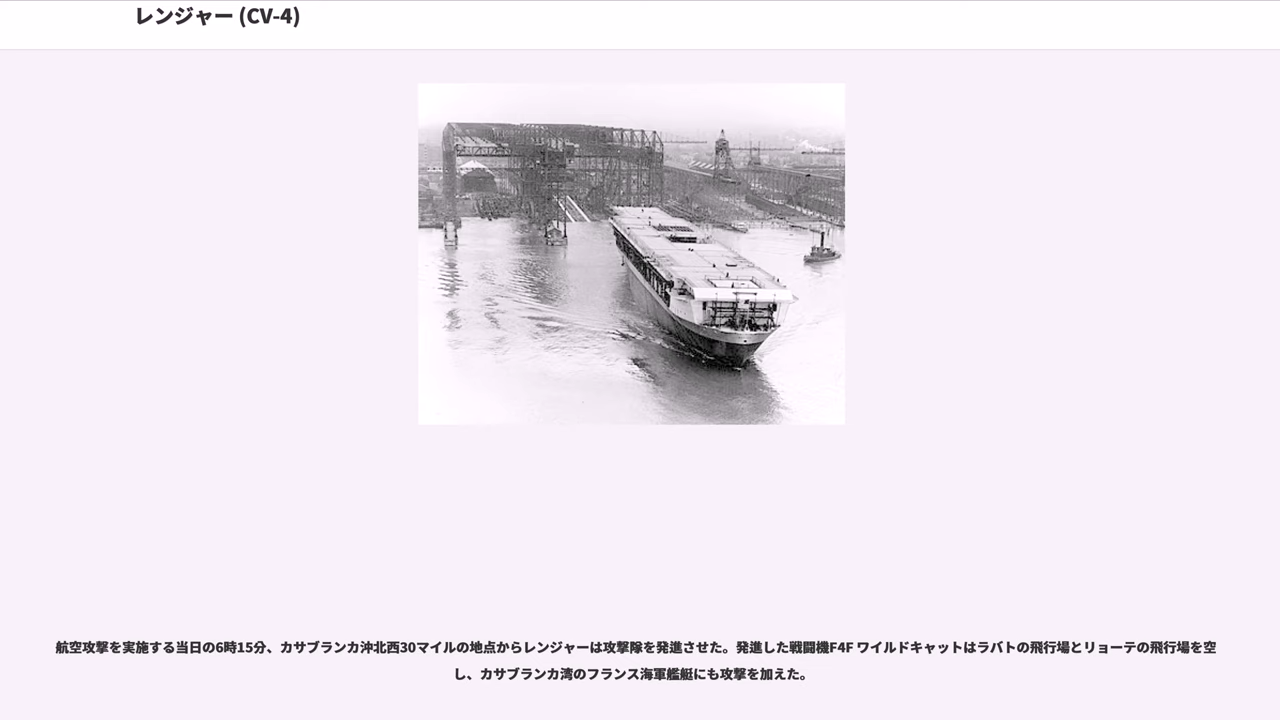 レンジャー (CV-4)
航空攻撃を実施する当日の6時15分、カサブランカ沖北西30マイルの地点からレンジャーは攻撃隊を発進させた。発進した戦闘機F4F ワイルドキャットはラバトの飛行場とリョーテの飛行場を空
し、カサブランカ湾のフランス海軍艦艇にも攻撃を加えた。